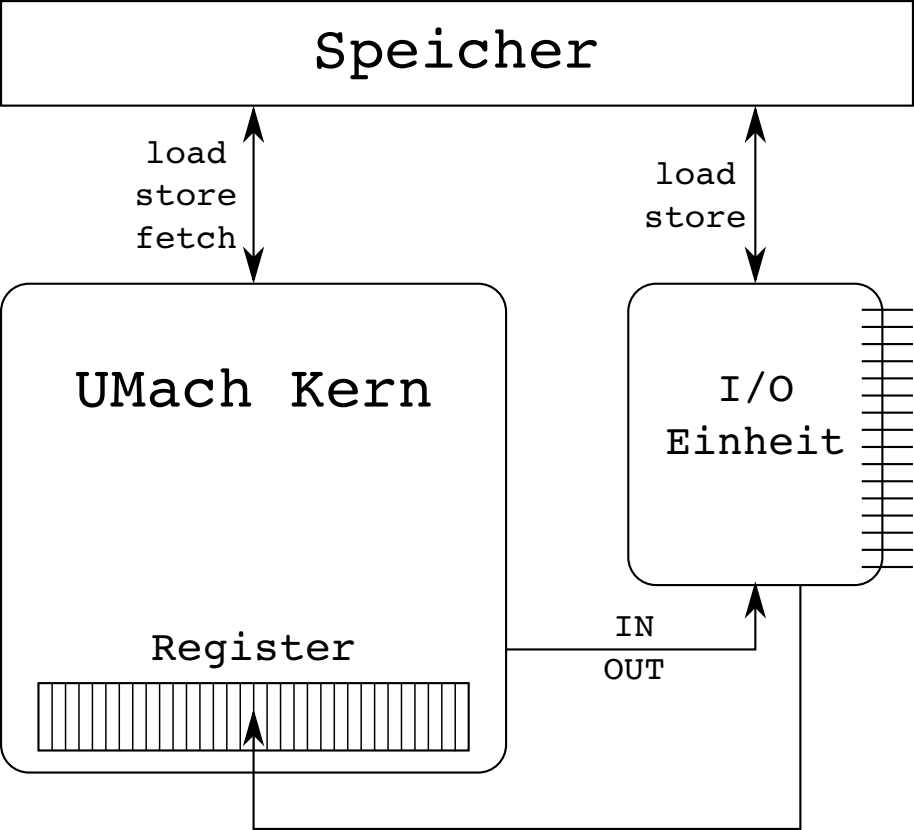 Speicher
load
store
fetch
load
store
UMach Kern
I/O
Einheit
Register
IN
OUT